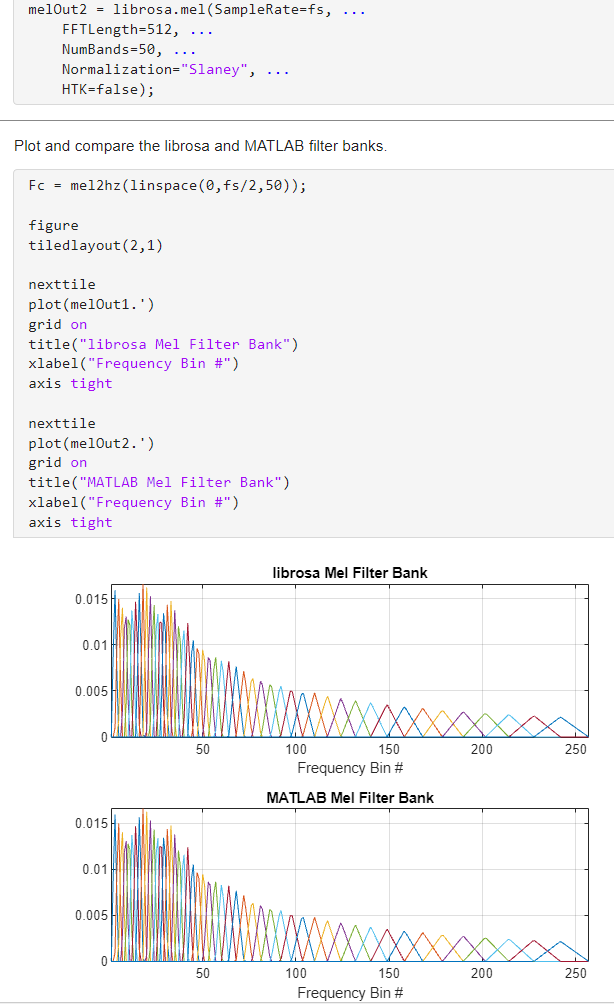 melOut2 = librosa.mel(SampleRate=fs, ...
FFTLength=512, ...
NumBands=50, ...
Normalization="Slaney", ...
HTK=false);
Plot and compare the librosa and MATLAB filter banks.
Fc = mel2hz(linspace(0,fs/2,50));
figure
tiledlayout(2,1)
nexttile
plot(melOut1.')
grid on
title("librosa Mel Filter Bank")
xlabel("Frequency Bin #")
axis tight
nexttile
plot(melOut2.')
grid on
title("MATLAB Mel Filter Bank")
xlabel("Frequency Bin #")
axis tight
librosa Mel Filter Bank
0.015
0.01
0.005
0
50 100 150 200 250
Frequency Bin #
MATLAB Mel Filter Bank
0.015
0.01
0.005
0
50 100 150 200 250
Frequency Bin #